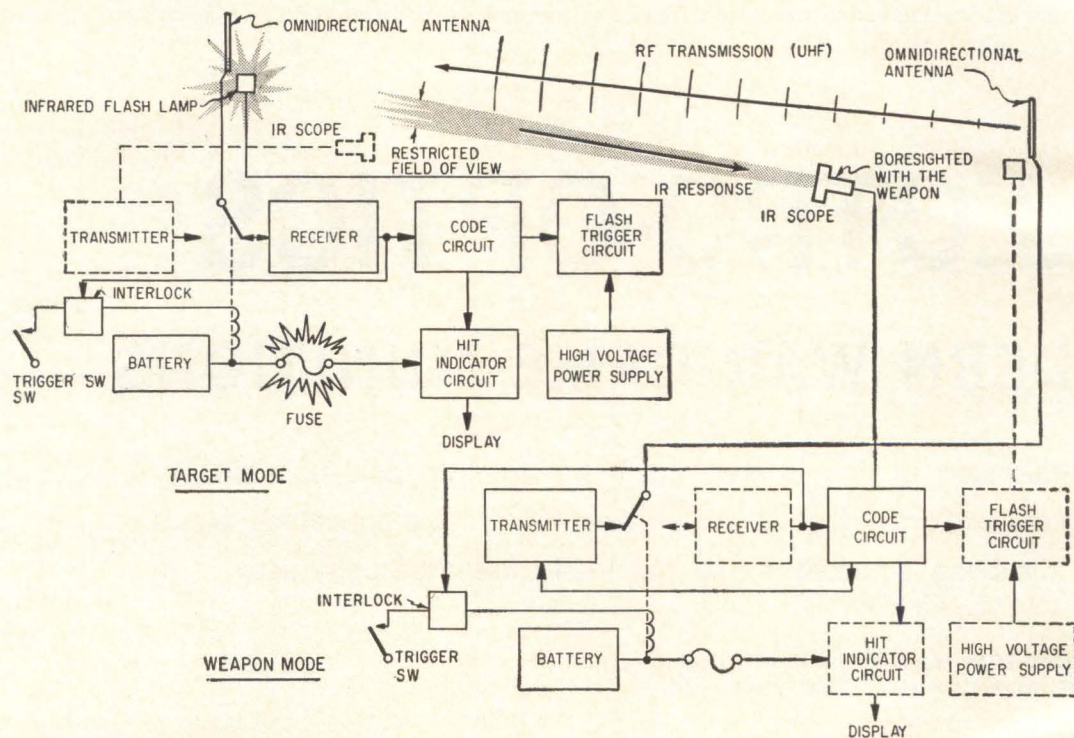 OMNIDIRECTIONAL ANTENNA
RF TRANSMISSION (UHF)
OMNIDIRECTIONAL
ANTENNA
INFRARED FLASH LAMP
IR SCOPE
RESTRICTED
FIELD OF VIEW
BORESIGHTED
WITH THE
WEAPON
IR RESPONSE
IR SCOPE
TRANSMITTER
RECEIVER
CODE
CIRCUIT
FLASH
TRIGGER
CIRCUIT
INTERLOCK
TRIGGER SW
SW
BATTERY
FUSE
HIT
INDICATOR
CIRCUIT
HIGH VOLTAGE
POWER SUPPLY
DISPLAY
TARGET MODE
TRANSMITTER
RECEIVER
CODE
CIRCUIT
FLASH
TRIGGER
CIRCUIT
INTERLOCK
TRIGGER
SW
BATTERY
HIT
INDICATOR
CIRCUIT
HIGH VOLTAGE
POWER SUPPLY
WEAPON MODE
DISPLAY